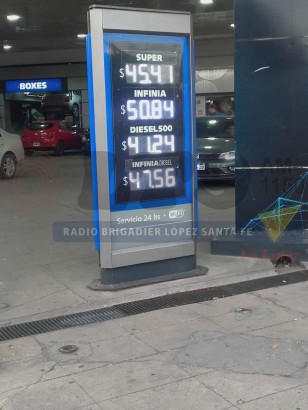 BOXES
SUPER
$45.41
INFINIA
$50.84
DIESEL500
$41.24
INFINIA DIESEL
$47.56
Servicio 24 hs - WiFi
RADIO BRIGADIER LÓPEZ SANTA FE